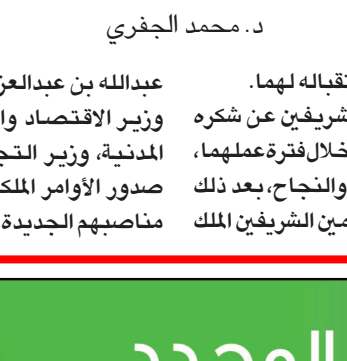 د. محمد الجفري
تقباله لهما.
شريفين عن شكره
خلال فترة عملهما،
والنجاح، بعد ذلك
مين الشريفين الملك
عبدالله بن عبدالعز
وزير الاقتصاد وا
المدنية، وزير التج
صدور الأوامر الملك
مناصبهم الجديدة